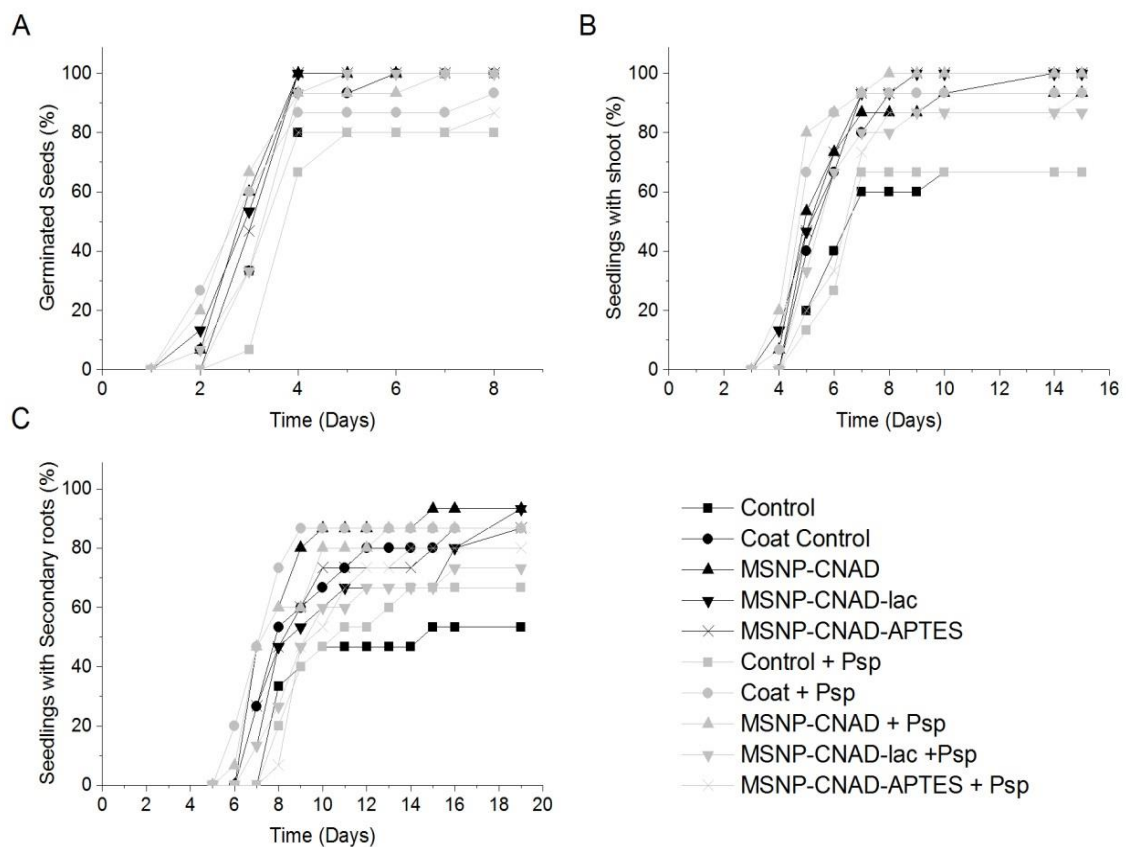 A
Germinated Seeds (%)
100
80
60
40
20
0
0 2 4 6 8
Time (Days)
B
Seedlings with shoot (%)
100
80
60
40
20
0
0 2 4 6 8 10 12 14 16
Time (Days)
C
Seedlings with Secondary roots (%)
100
80
60
40
20
0
0 2 4 6 8 10 12 14 16 18 20
Time (Days)
Control
Coat Control
MSNP-CNAD
MSNP-CNAD-lac
MSNP-CNAD-APTES
Control + Psp
Coat + Psp
MSNP-CNAD + Psp
MSNP-CNAD-lac +Psp
MSNP-CNAD-APTES + Psp